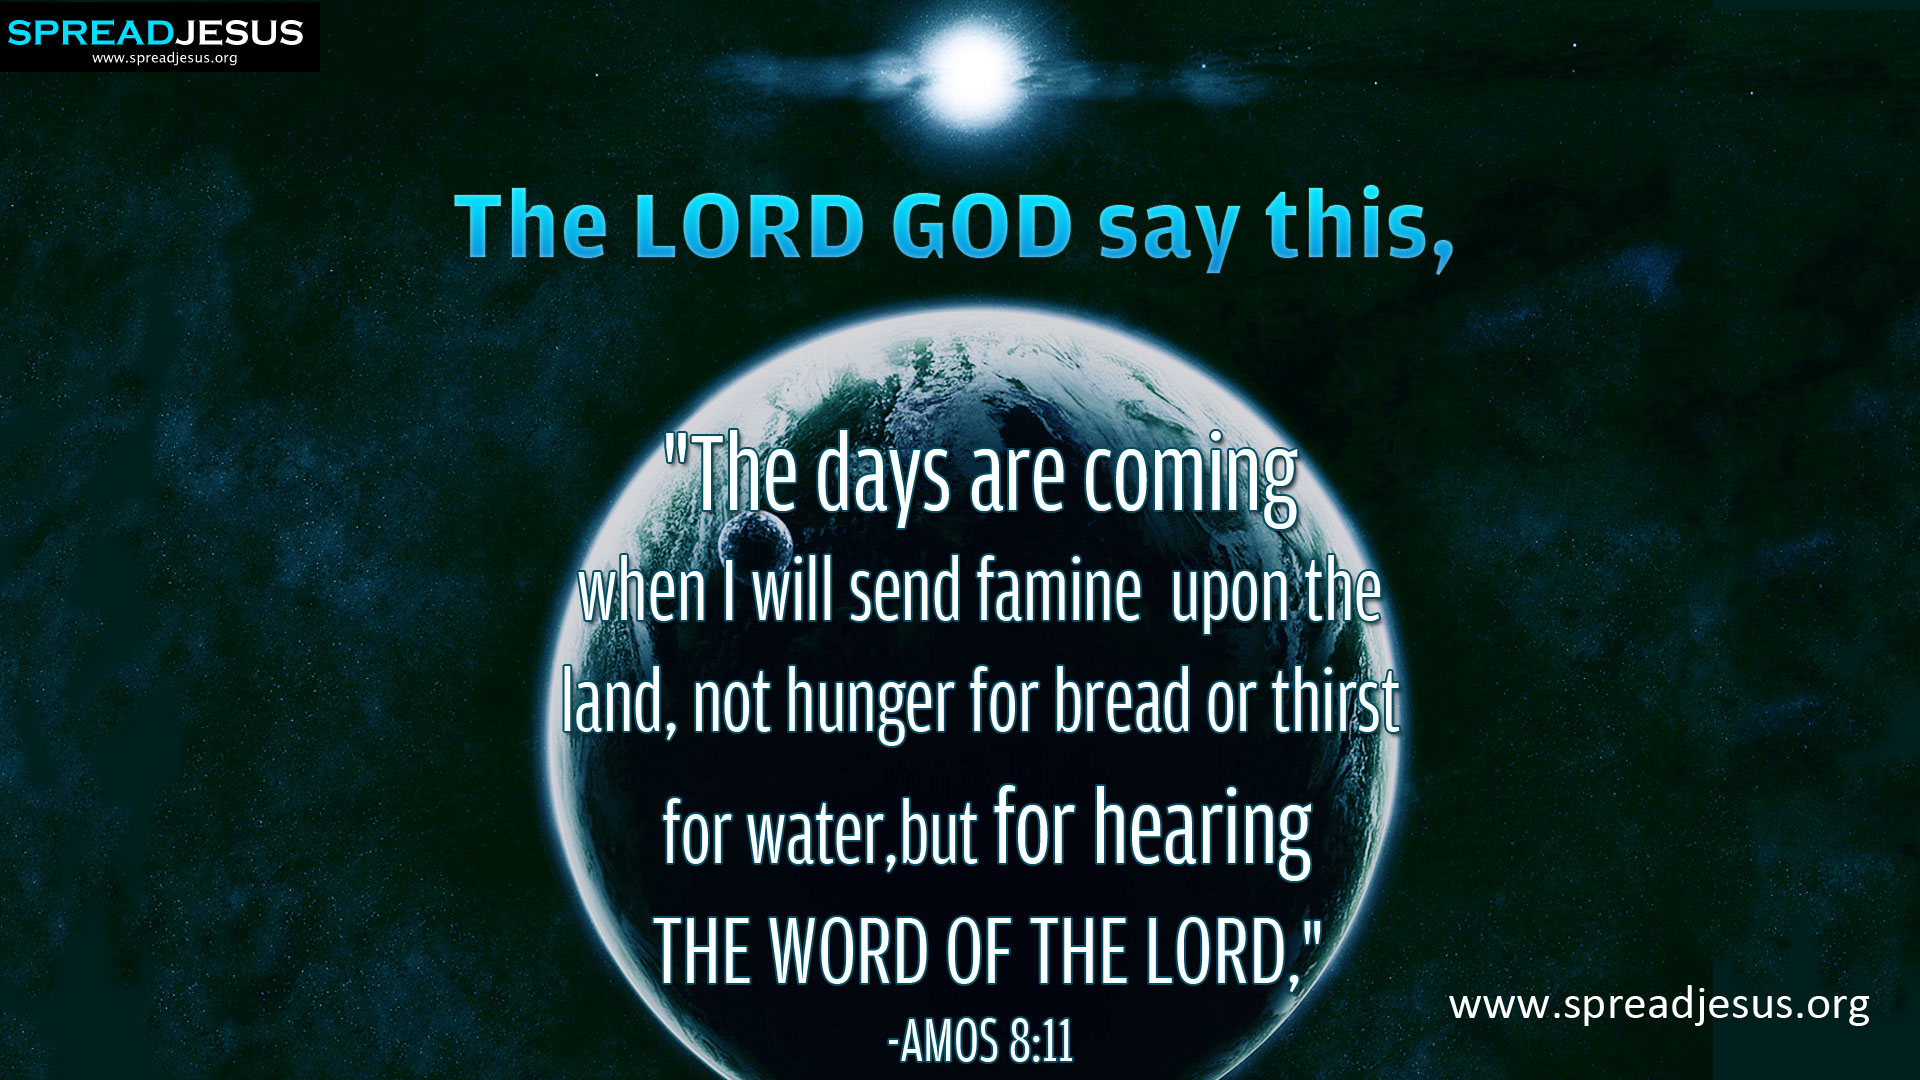 SPREADJESUS
www.spreadjesus.org
The LORD GOD say this,
"The days are coming
when I will send famine  upon the
land, not hunger for bread or thirst
for water,but for hearing
THE WORD OF THE LORD,"
-AMOS 8:11
www.spreadjesus.org